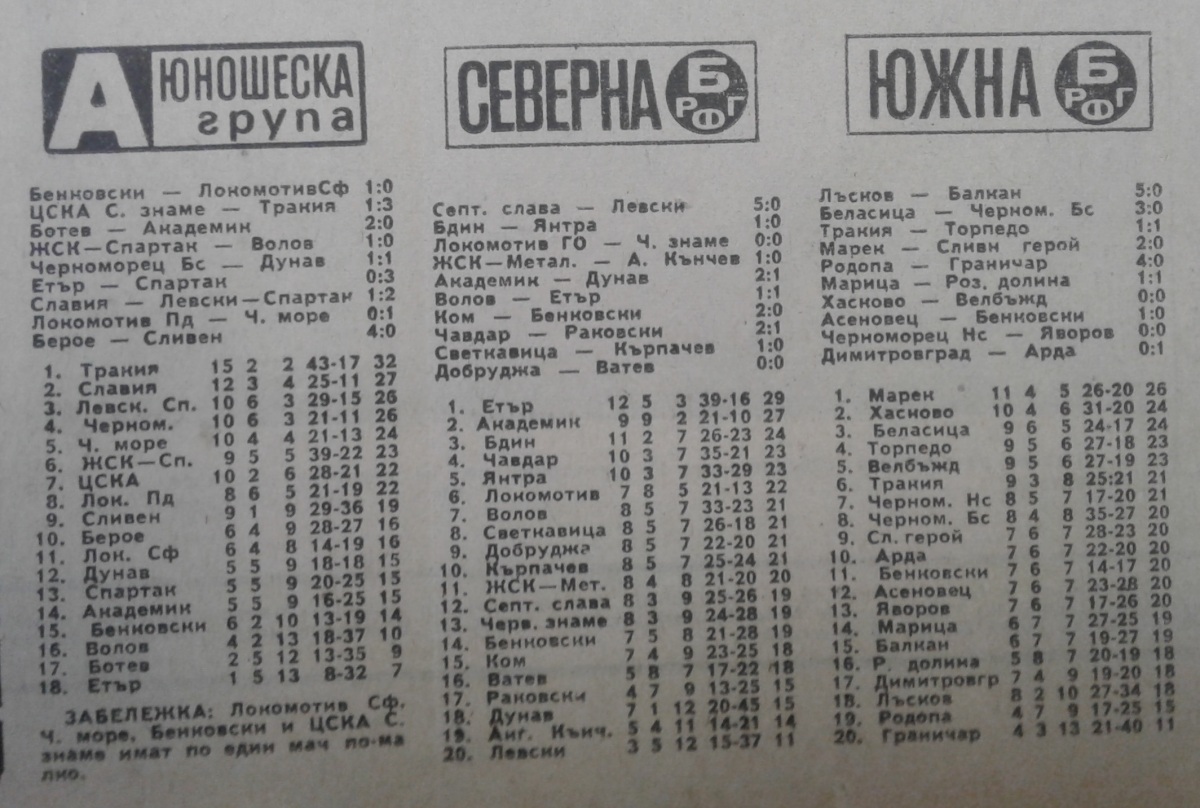 А ЮНОШЕСКА
група
Бенковски — ЛокомотивСф 1:0
ЦСКА С. знаме — Тракия 1:3
Ботев — Академик 2:0
ЖСК—Спартак — Волов 1:0
Черноморец Бс — Дунав 1:1
Етър — Спартак 0:3
Славия — Левски—Спартак 1:2
Локомотив Пд — Ч. море 0:1
Берое — Сливен 4:0
1. Тракия 15 2 2 43-17 32
2. Славия 12 3 4 25-11 27
3. Левск. Сп. 10 6 3 29-15 26
4. Черном. 10 6 3 21-11 26
5. Ч. море 10 4 4 21-13 24
6. ЖСК—Сп. 9 5 5 39-22 23
7. ЦСКА 10 2 6 28-21 22
8. Лок. Пд 8 6 5 21-19 22
9. Сливен 9 1 9 29-36 19
10. Берое 6 4 9 28-27 16
11. Лок. Сф 6 4 8 14-19 16
12. Дунав 5 5 9 18-18 15
13. Спартак 5 5 9 20-25 15
14. Академик 5 5 9 16-25 15
15. Бенковски 6 2 10 13-19 14
16. Волов 4 2 13 18-37 10
17. Ботев 2 5 12 13-35 9
18. Етър 1 5 13 8-32 7
ЗАБЕЛЕЖКА: Локомотив Сф,
Ч. море, Бенковски и ЦСКА С.
знаме имат по един мач по-ма
лко.
СЕВЕРНА Б РФГ
Септ. слава — Левски 5:0
Бдин — Янтра 1:0
Локомотив ГО — Ч. знаме 0:0
ЖСК—Метал. — А. Кънчев 1:0
Академик — Дунав 2:1
Волов — Етър 1:1
Ком — Бенковски 2:0
Чавдар — Раковски 2:1
Светкавица — Кърпачев 1:0
Добруджа — Ватев 0:0
1. Етър 12 5 3 39-16 29
2. Академик 9 9 2 21-10 27
3. Бдин 11 2 7 26-23 24
4. Чавдар 10 3 7 35-21 23
5. Янтра 10 3 7 33-29 23
6. Локомотив 7 8 5 21-13 22
7. Волов 8 5 7 33-23 21
8. Светкавица 8 5 7 26-18 21
9. Добруджа 8 5 7 22-20 21
10. Кърпачев 8 5 7 25-24 21
11. ЖСК—Мет. 8 4 8 21-20 20
12. Септ. слава 8 3 9 25-26 19
13. Черв. знаме 8 3 9 24-28 19
14. Бенковски 7 5 8 21-28 19
15. Ком 7 4 9 23-25 18
16. Ватев 5 8 7 17-22 18
17. Раковски 4 7 9 13-25 15
18. Дунав 7 1 12 20-45 15
19. Анг. Кънч. 5 4 11 14-21 14
20. Левски 3 5 12 15-37 11
ЮЖНА Б РФГ
Лъсков — Балкан 5:0
Беласица — Черном. Бс 3:0
Тракия — Торпедо 1:1
Марек — Сливн герой 2:0
Родопа — Граничар 4:0
Марица — Роз. долина 1:1
Хасково — Велбъжд 0:0
Асеновец — Бенковски 1:0
Черноморец Нс — Яворов 0:0
Димитровград — Арда 0:1
1. Марек 11 4 5 26-20 26
2. Хасково 10 4 6 31-20 24
3. Беласица 9 6 5 24-17 24
4. Торпедо 9 5 6 27-18 23
5. Велбъжд 9 5 6 27-19 23
6. Тракия 9 3 8 25:21 21
7. Черном. Нс 8 5 7 17-20 21
8. Черном. Бс 8 4 8 35-27 20
9. Сл. герой 7 6 7 28-23 20
10. Арда 7 6 7 22-20 20
11. Бенковски 7 6 7 14-17 20
12. Асеновец 7 6 7 23-28 20
13. Яворов 7 6 7 17-26 20
14. Марица 6 7 7 27-25 19
15. Балкан 6 7 7 19-27 19
16. Р. долина 5 8 7 20-19 18
17. Димитровгр 7 4 9 19-20 18
18. Лъсков 8 2 10 27-34 18
19. Родопа 4 7 9 17-25 15
20. Граничар 4 3 13 21-40 11